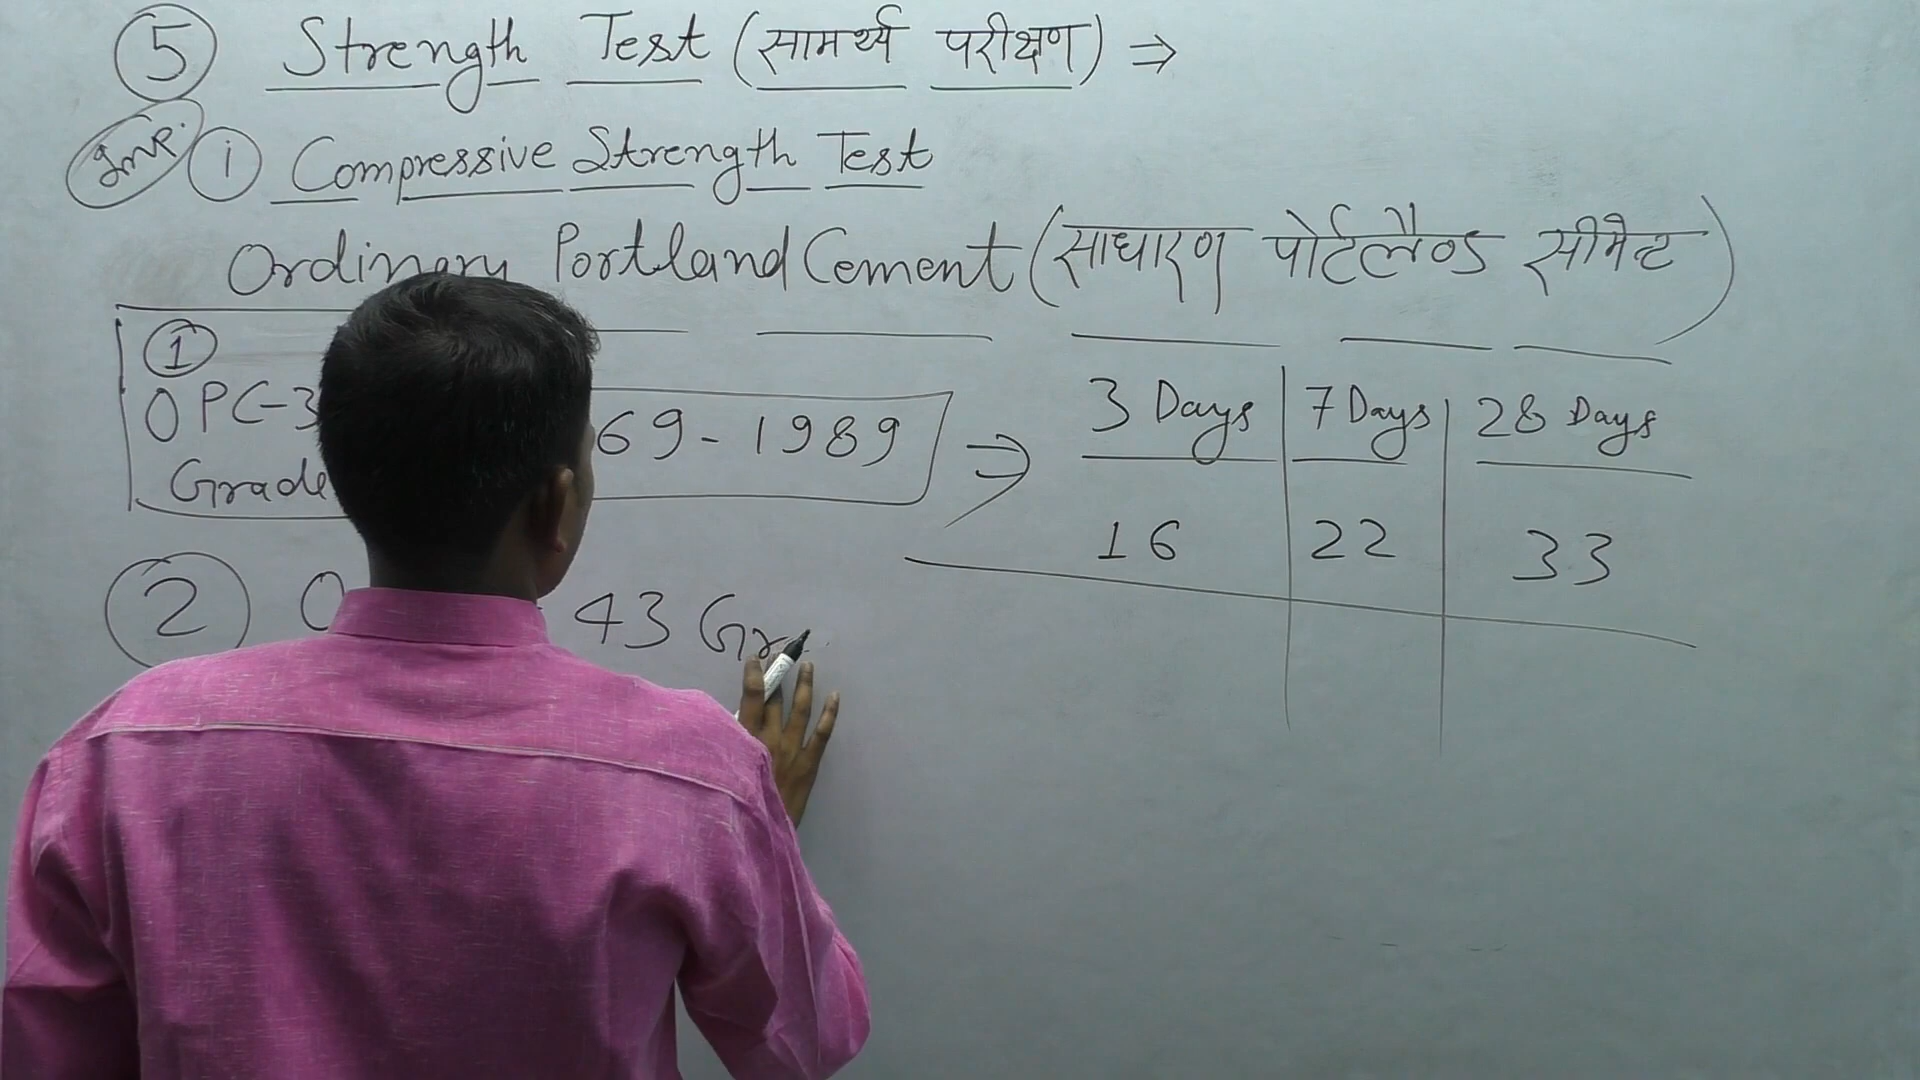 5 Strength Test (सामर्थ्य परीक्षण) ⇒
Imp. i Compressive Strength Test
Ordinary Portland Cement (साधारण पोर्टलैण्ड सीमेन्ट)
1
OPC-3 69-1989 ⇒ 3 Days 7 Days 28 Days
Grade
16 22 33
2 43 Gr